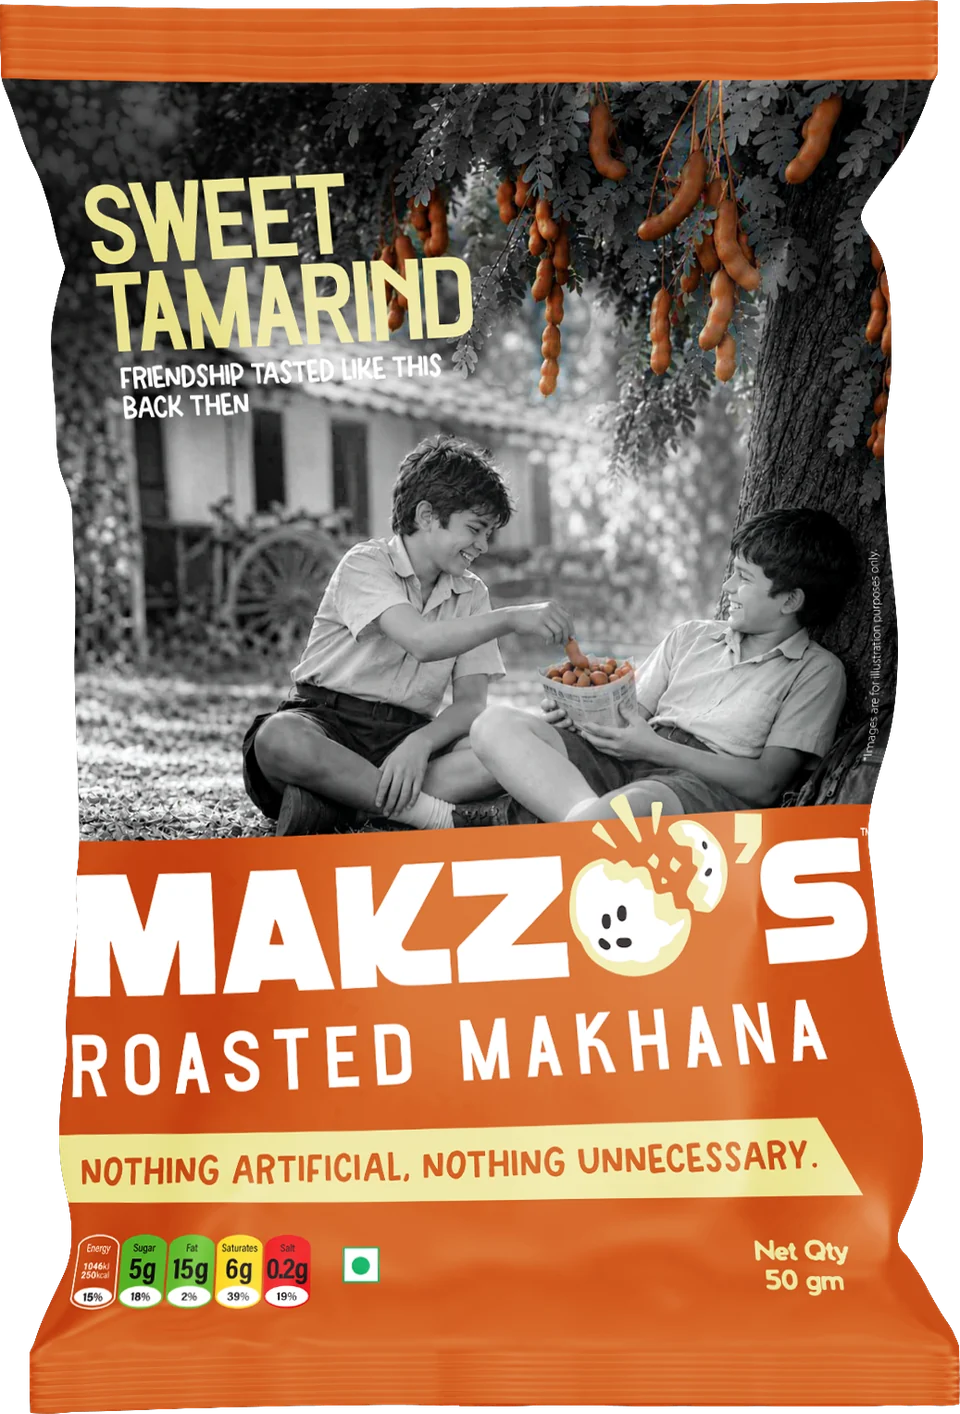 SWEET
TAMARIND
FRIENDSHIP TASTED LIKE THIS
BACK THEN
*Images are for illustration purposes only.
MAKZO'S
TM
ROASTED MAKHANA
NOTHING ARTIFICIAL, NOTHING UNNECESSARY.
Energy
1046kJ
250kcal
15%
Sugar
5g
18%
Fat
15g
2%
Saturates
6g
39%
Salt
0.2g
19%
Net Qty
50 gm